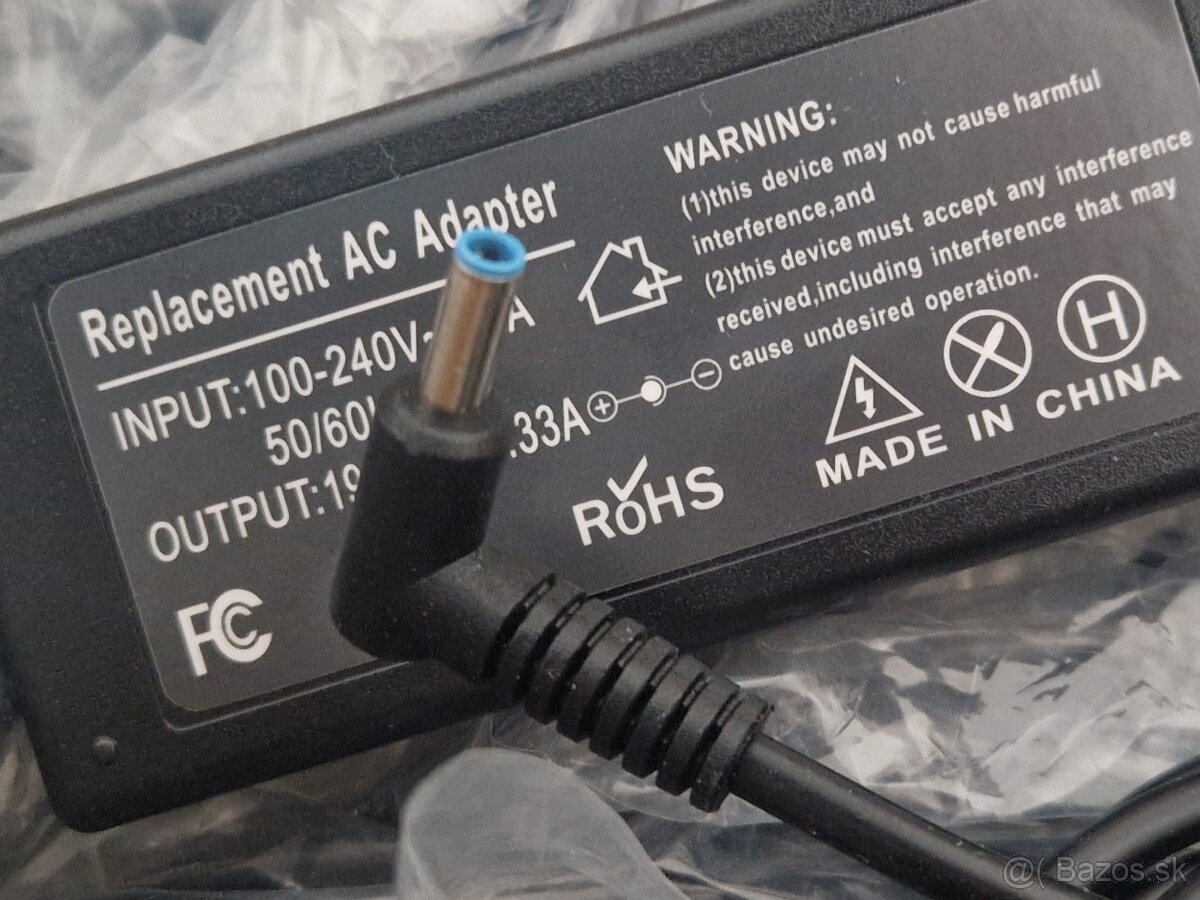 Replacement AC Adapter
INPUT:100-240V~ A
50/60
OUTPUT:19 .33A
FC
RoHS
WARNING:
(1)this device may not cause harmful
interference,and
(2)this device must accept any interference
received,including interference that may
cause undesired operation.
H
MADE IN CHINA
@( Bazos.sk